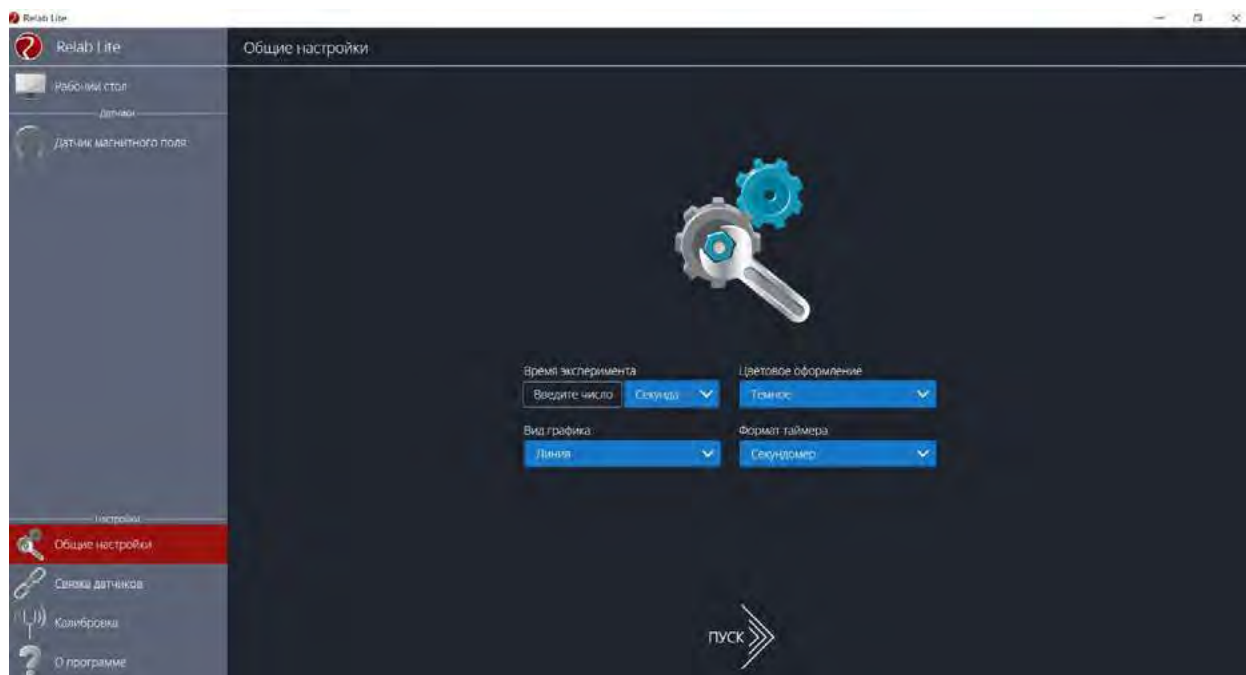 Relab Lite
Relab Lite
Общие настройки
Рабочий стол
Датчики
Датчик магнитного поля
Время эксперимента
Цветовое оформление
Введите число
Секунда
Темное
Вид графика
Формат таймера
Линия
Секундомер
Настройки
Общие настройки
Связка датчиков
Калибровка
О программе
ПУСК